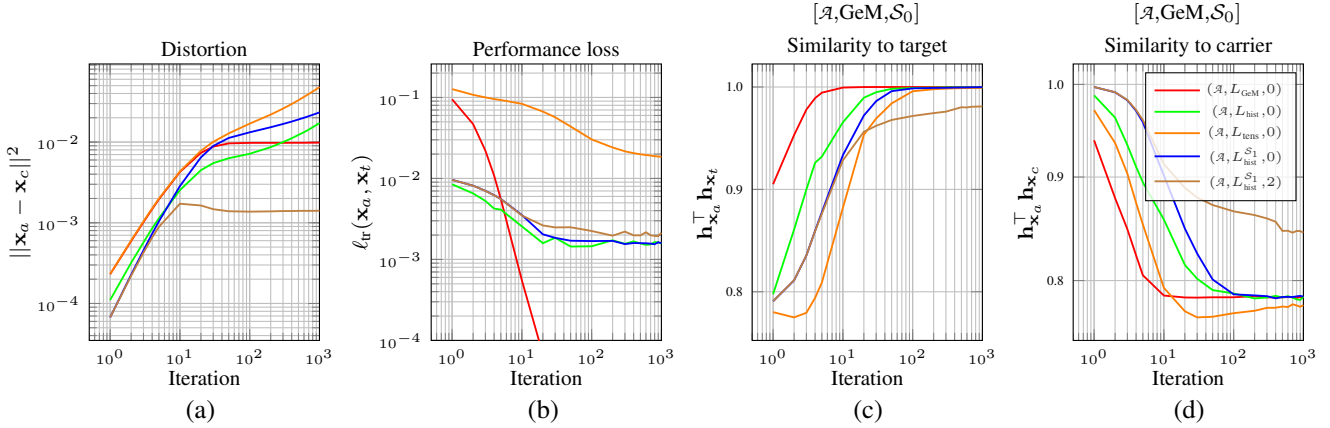 [𝒜,GeM,𝒮₀]
[𝒜,GeM,𝒮₀]
Distortion
Performance loss
Similarity to target
Similarity to carrier
||x_a − x_c||²
10⁻²
10⁻³
10⁻⁴
10⁰ 10¹ 10² 10³
Iteration
(a)
ℓ_tr(x_a, x_t)
10⁻¹
10⁻²
10⁻³
10⁻⁴
10⁰ 10¹ 10² 10³
Iteration
(b)
h_{x_a}^⊤ h_{x_t}
1.0
0.9
0.8
10⁰ 10¹ 10² 10³
Iteration
(c)
h_{x_a}^⊤ h_{x_c}
1.0
0.9
0.8
10⁰ 10¹ 10² 10³
Iteration
(d)
(𝒜, L_GeM, 0)
(𝒜, L_hist, 0)
(𝒜, L_tens, 0)
(𝒜, L_hist^{𝒮₁}, 0)
(𝒜, L_hist^{𝒮₁}, 2)